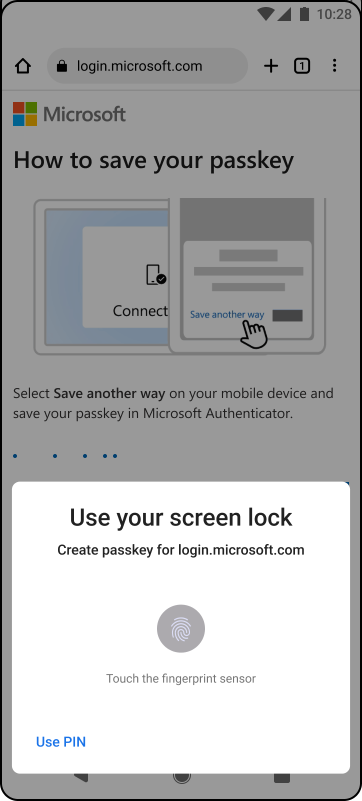 10:28
login.microsoft.com
1
Microsoft
How to save your passkey
Connect
Save another way
Select Save another way on your mobile device and
save your passkey in Microsoft Authenticator.
Use your screen lock
Create passkey for login.microsoft.com
Touch the fingerprint sensor
Use PIN